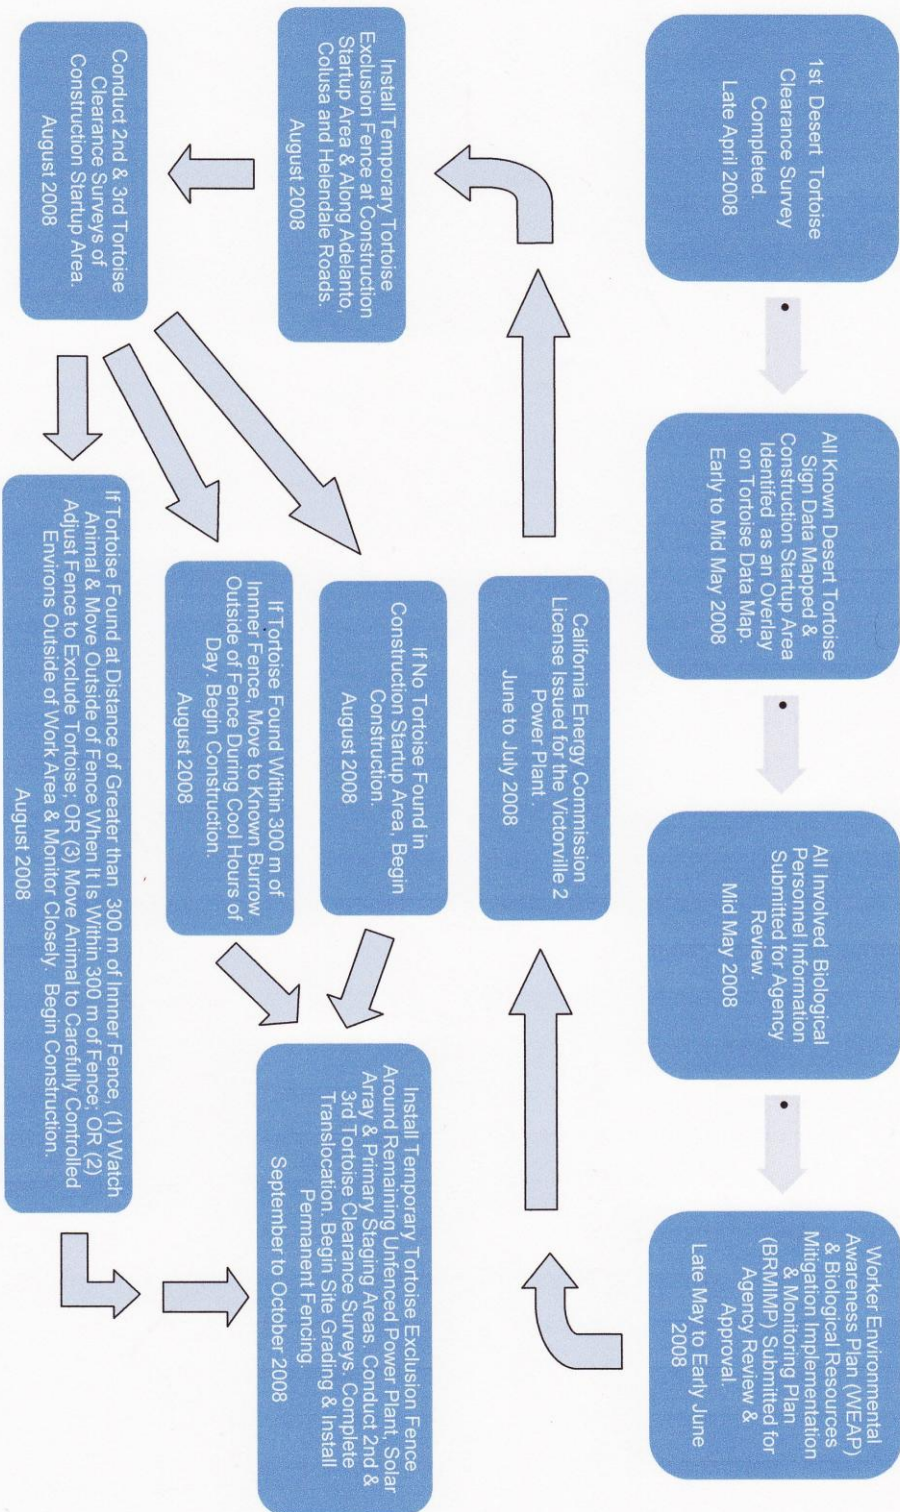 1st Desert Tortoise
Clearance Survey
Completed.
Late April 2008
All Known Desert Tortoise
Sign Data Mapped &
Construction Startup Area
Identifed as an Overlay
on Tortoise Data Map
Early to Mid May 2008
All Involved Biological
Personnel Information
Submitted for Agency
Review.
Mid May 2008
Worker Environmental
Awareness Plan (WEAP)
& Biological Resources
Mitigation Implementation
& Monitoring Plan
(BRMIMP) Submitted for
Agency Review &
Approval.
Late May to Early June
2008
California Energy Commission
License Issued for the Victorville 2
Power Plant .
June to July 2008
Install Temporary Tortoise
Exclusion Fence at Construction
Startup Area & Along Adelanto,
Colusa and Helendale Roads.
August 2008
Conduct 2nd & 3rd Tortoise
Clearance Surveys of
Construction Startup Area.
August 2008
If No Tortoise Found in
Construction Startup Area, Begin
Construction.
August 2008
If Tortoise Found Within 300 m of
Innner Fence, Move to Known Burrow
Outside of Fence During Cool Hours of
Day. Begin Construction.
August 2008
If Tortoise Found at Distance of Greater than 300 m of Innner Fence, (1) Watch
Animal & Move Outside of Fence When It Is Within 300 m of Fence; OR (2)
Adjust Fence to Exclude Tortoise; OR (3) Move Animal to Carefully Controlled
Environs Outside of Work Area & Monitor Closely. Begin Construction.
August 2008
Install Temporary Tortoise Exclusion Fence
Around Remaining Unfenced Power Plant, Solar
Array & Primary Staging Areas. Conduct 2nd &
3rd Tortoise Clearance Surveys. Complete
Translocation. Begin Site Grading & Install
Permanent Fencing.
September to October 2008